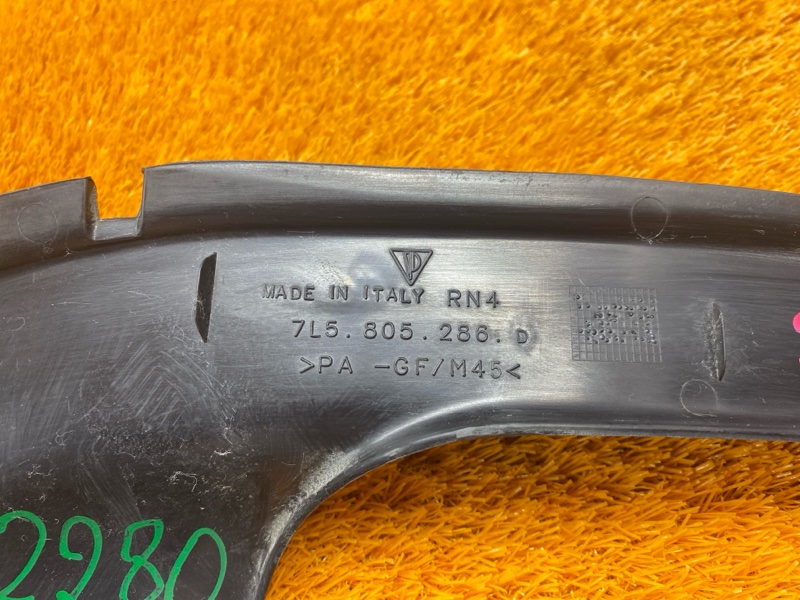 MADE IN ITALY RN4
7L5.805.286.D
>PA -GF/M45<
2980